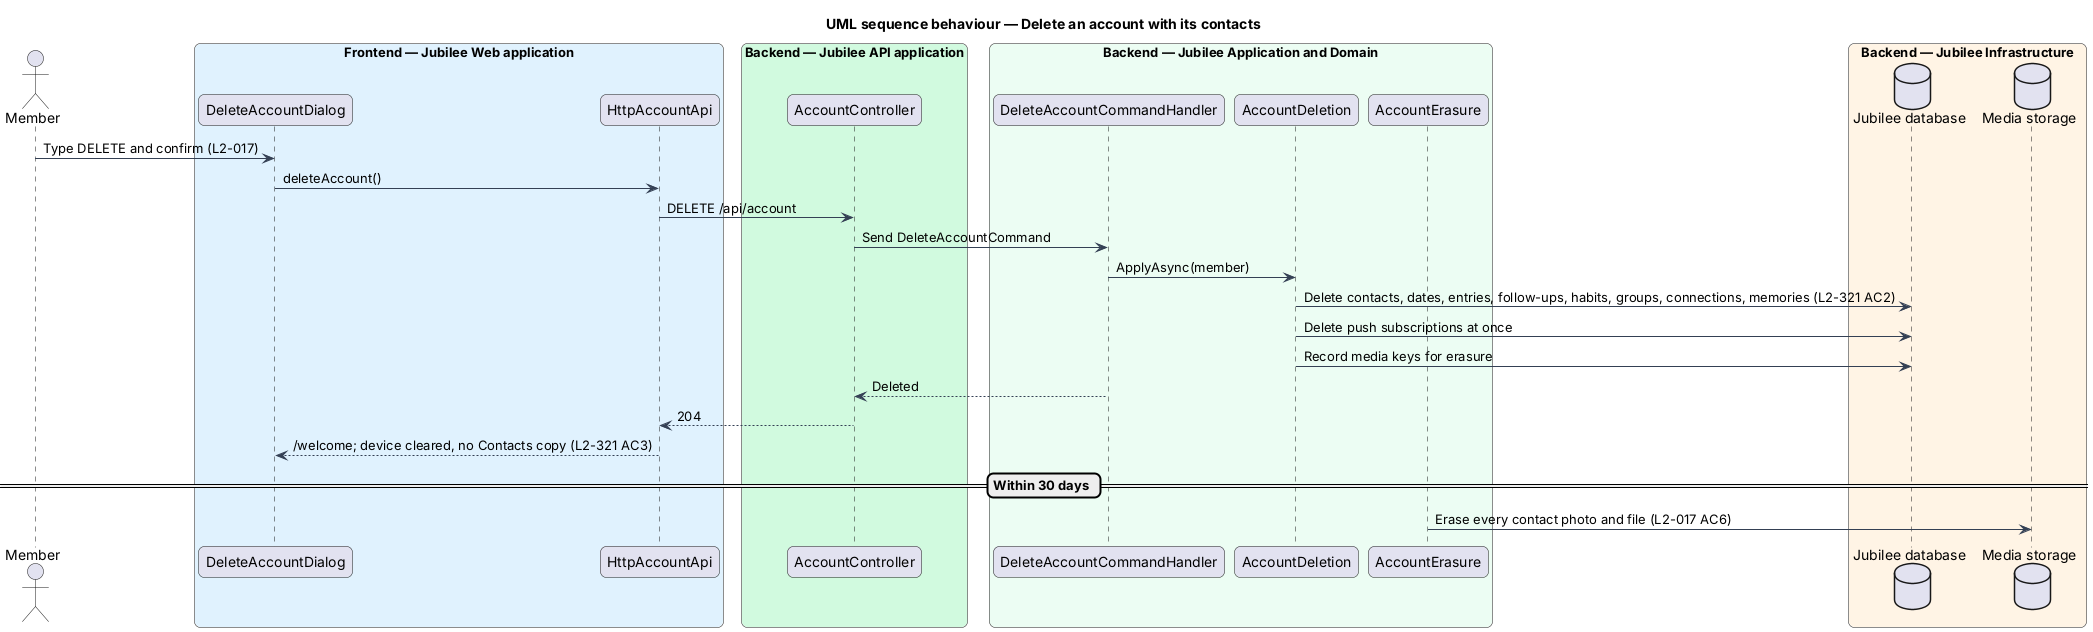 UML sequence behaviour — Delete an account with its contacts
Frontend — Jubilee Web application
Backend — Jubilee API application
Backend — Jubilee Application and Domain
Backend — Jubilee Infrastructure
Member
DeleteAccountDialog
HttpAccountApi
AccountController
DeleteAccountCommandHandler
AccountDeletion
AccountErasure
Jubilee database
Media storage
Type DELETE and confirm (L2-017)
deleteAccount()
DELETE /api/account
Send DeleteAccountCommand
ApplyAsync(member)
Delete contacts, dates, entries, follow-ups, habits, groups, connections, memories (L2-321 AC2)
Delete push subscriptions at once
Record media keys for erasure
Deleted
204
/welcome; device cleared, no Contacts copy (L2-321 AC3)
Within 30 days
Erase every contact photo and file (L2-017 AC6)
Member
DeleteAccountDialog
HttpAccountApi
AccountController
DeleteAccountCommandHandler
AccountDeletion
AccountErasure
Jubilee database
Media storage